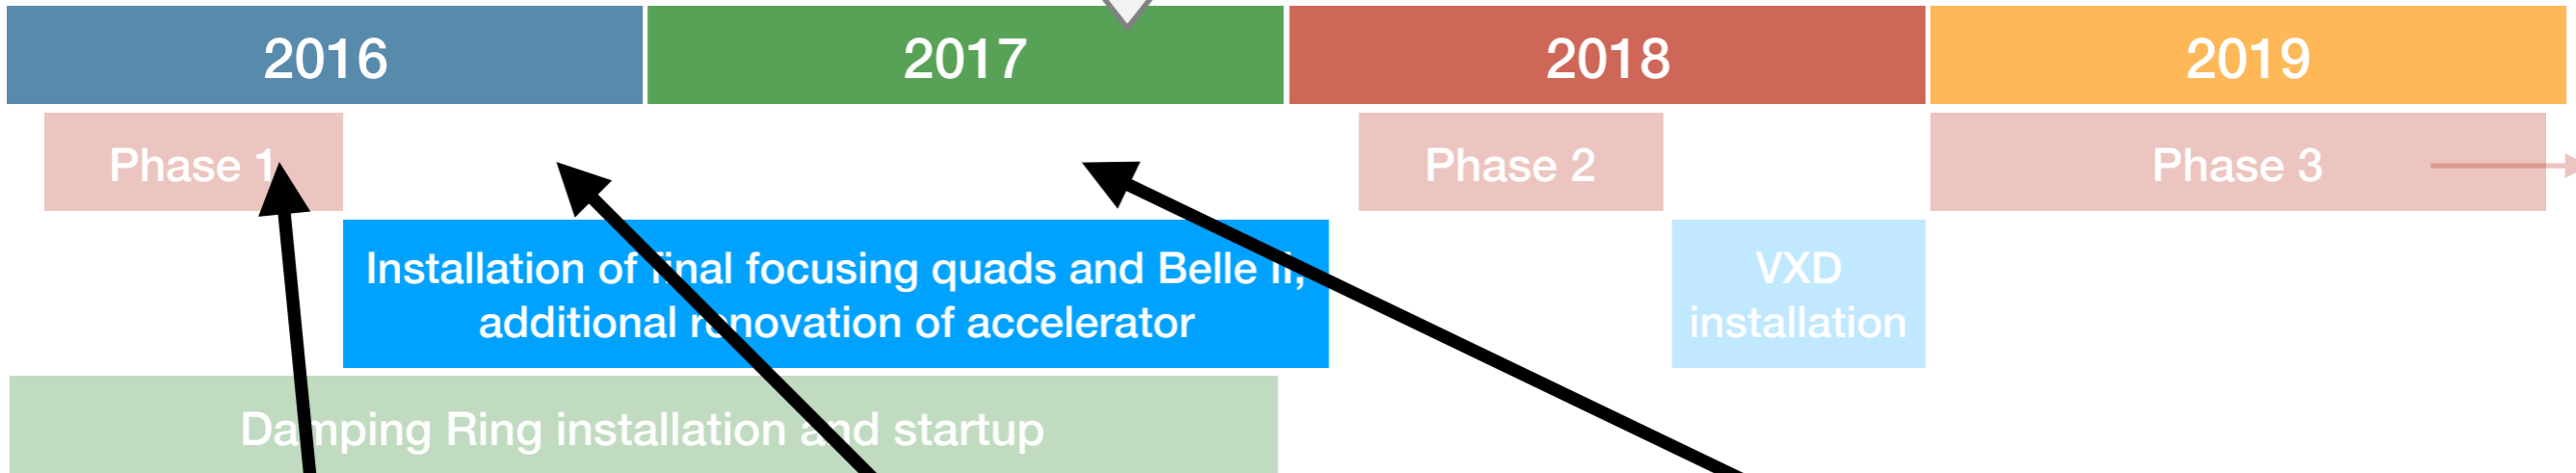 2016
2017
2018
2019
Phase 1
Phase 2
Phase 3
Installation of final focusing quads and Belle II,
additional renovation of accelerator
VXD
installation
Damping Ring installation and startup